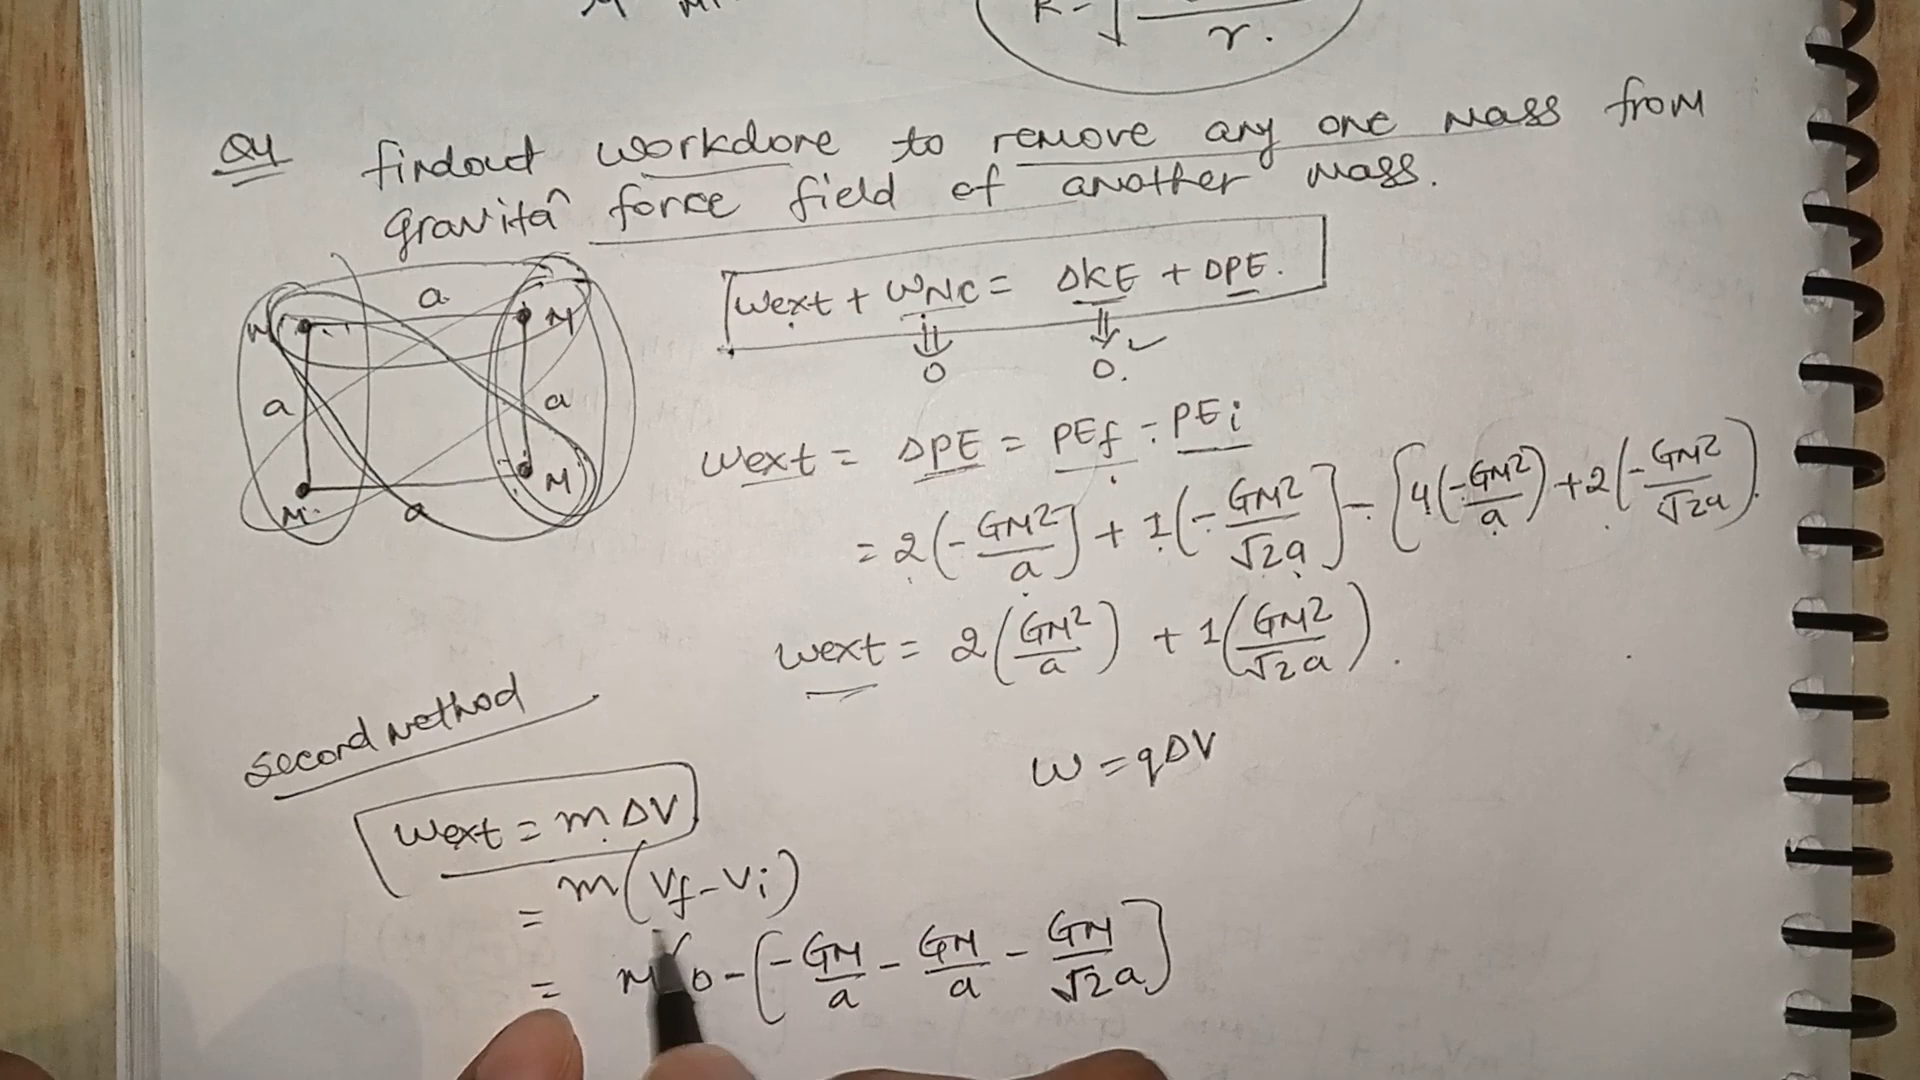 r.
Q4 findout workdone to remove any one mass from
gravitaⁿ force field of another mass.
Wext + WNC = ΔKE + ΔPE.
0 0.
a
M M
a a
M M
a
Wext = ΔPE = PEf - PEi
= 2(-GM²/a) + 1(-GM²/√2a] - [4(-GM²/a) + 2(-GM²/√2a).
Wext = 2(GM²/a) + 1(GM²/√2a).
Second method
W = qΔV
Wext = mΔV
= m(Vf - Vi)
= M(0 - [-GM/a - GM/a - GM/√2a]